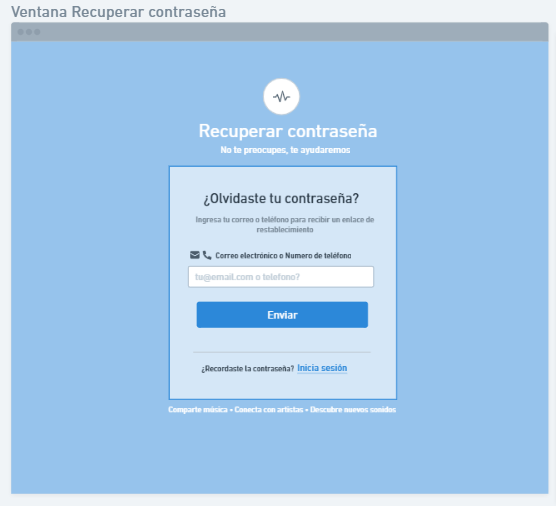 Ventana Recuperar contraseña
Recuperar contraseña
No te preocupes, te ayudaremos
¿Olvidaste tu contraseña?
Ingresa tu correo o teléfono para recibir un enlace de
restablecimiento
Correo electrónico o Numero de teléfono
tu@email.com o telefono?
Enviar
¿Recordaste la contraseña? Inicia sesión
Comparte música • Conecta con artistas • Descubre nuevos sonidos